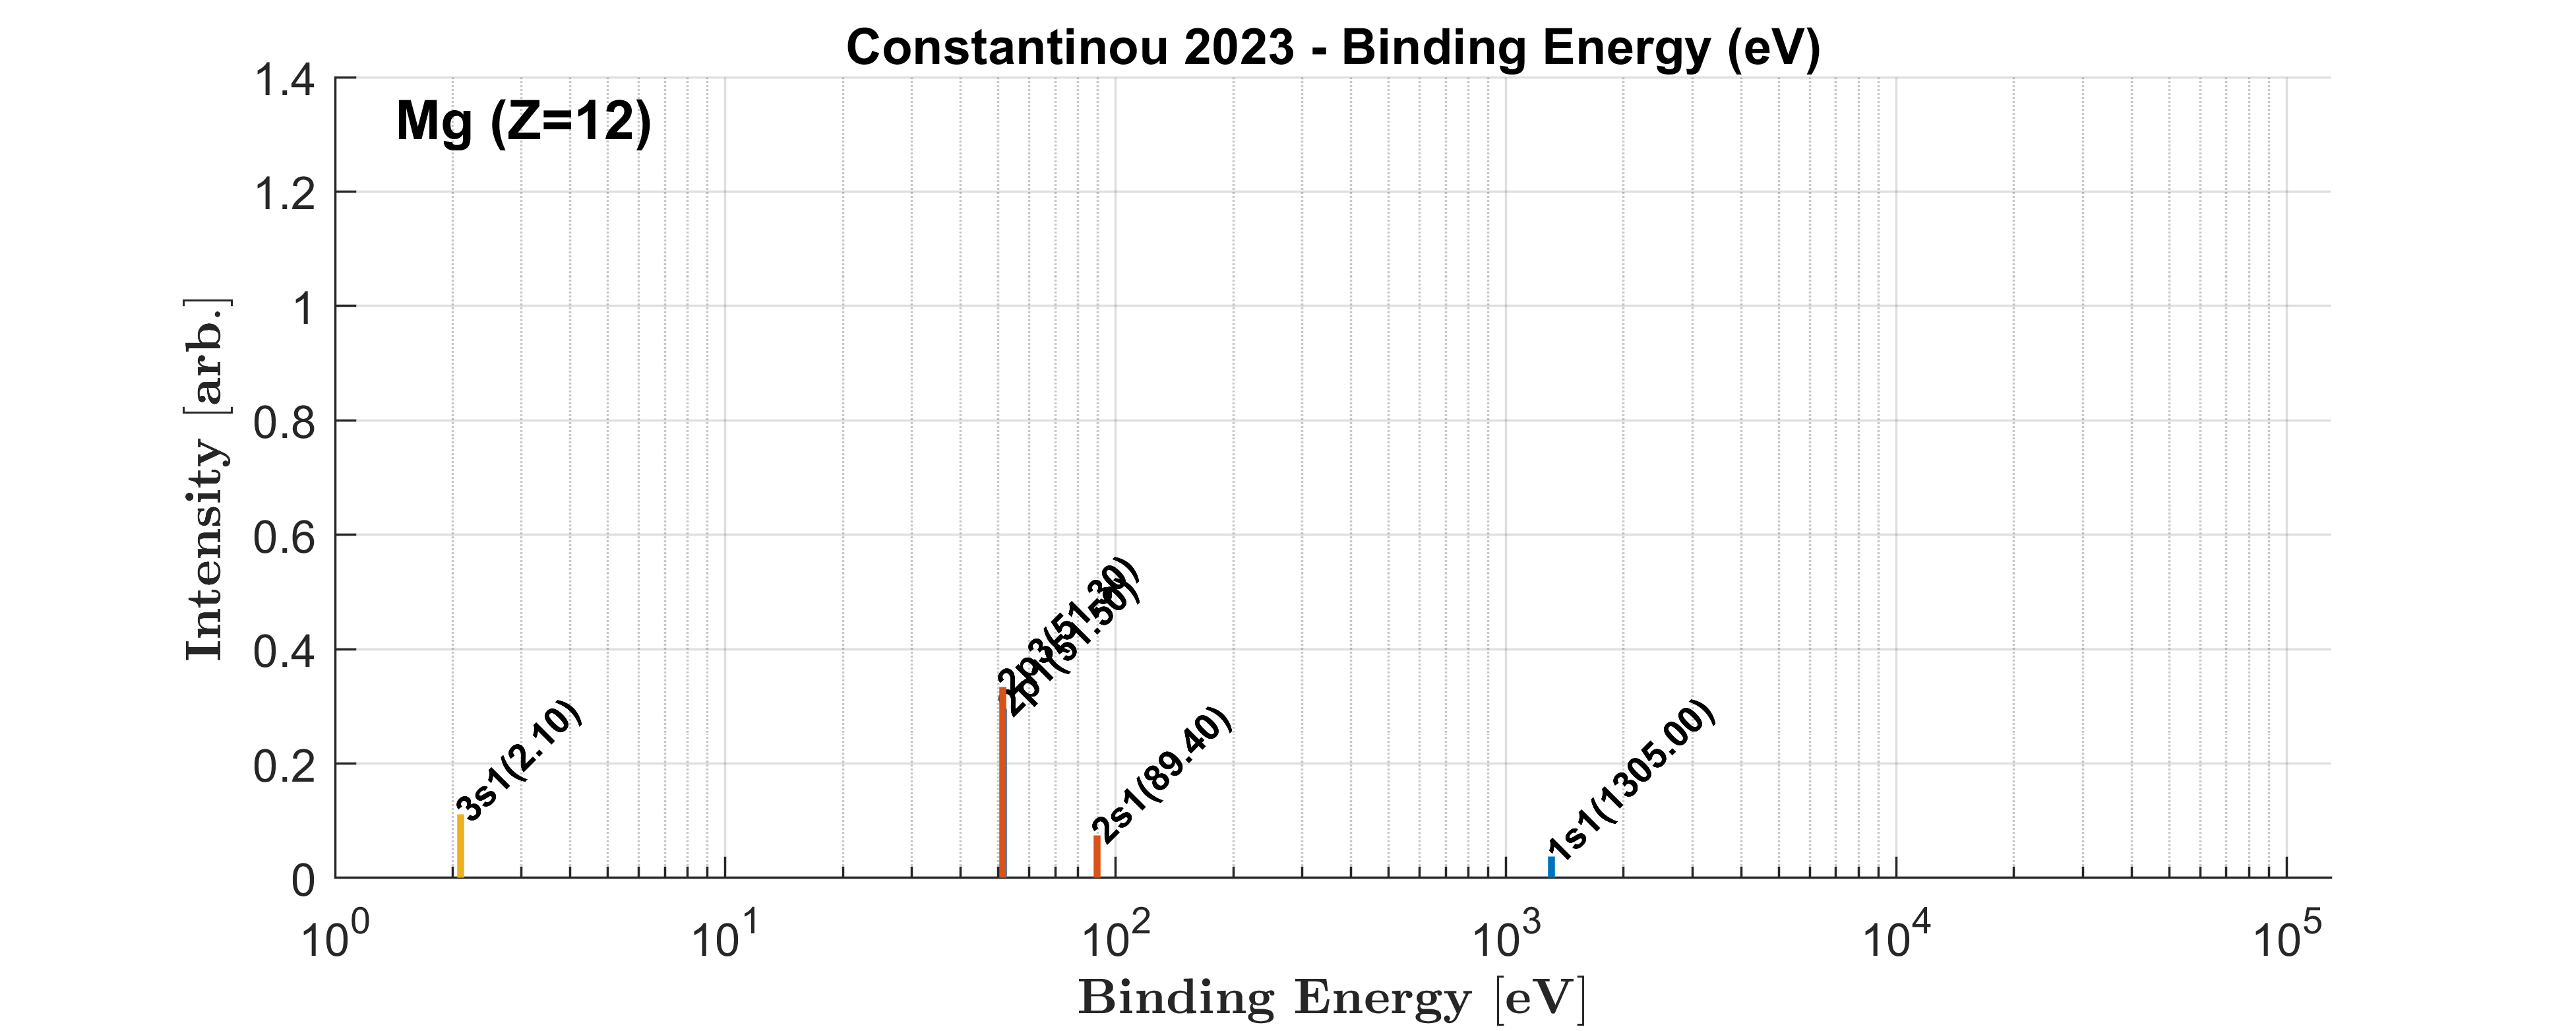 Constantinou 2023 - Binding Energy (eV)
Mg (Z=12)
1.4
1.2
1
0.8
0.6
0.4
0.2
0
Intensity [arb.]
3s1(2.10)
2p3(51.30)
2p1(51.50)
2s1(89.40)
1s1(1305.00)
10^0
10^1
10^2
10^3
10^4
10^5
Binding Energy [eV]